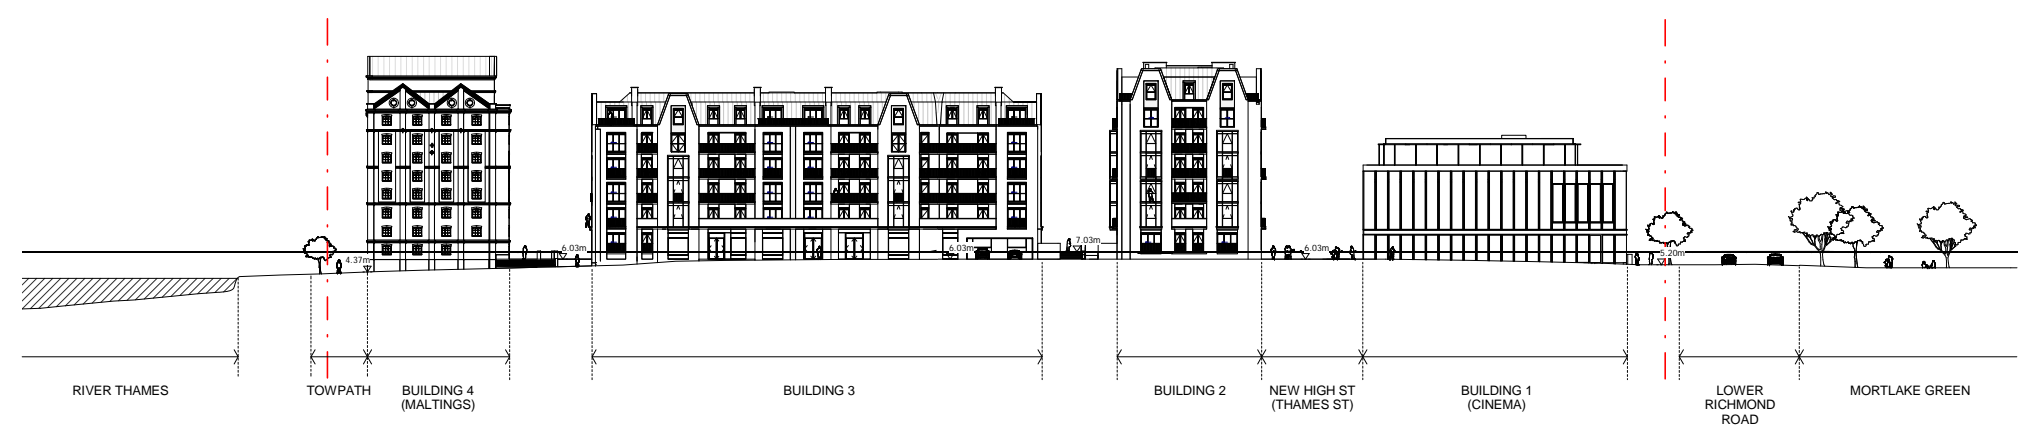 4.37m
6.03m
6.03m
7.03m
6.03m
5.20m
RIVER THAMES
TOWPATH
BUILDING 4
(MALTINGS)
BUILDING 3
BUILDING 2
NEW HIGH ST
(THAMES ST)
BUILDING 1
(CINEMA)
LOWER
RICHMOND
ROAD
MORTLAKE GREEN